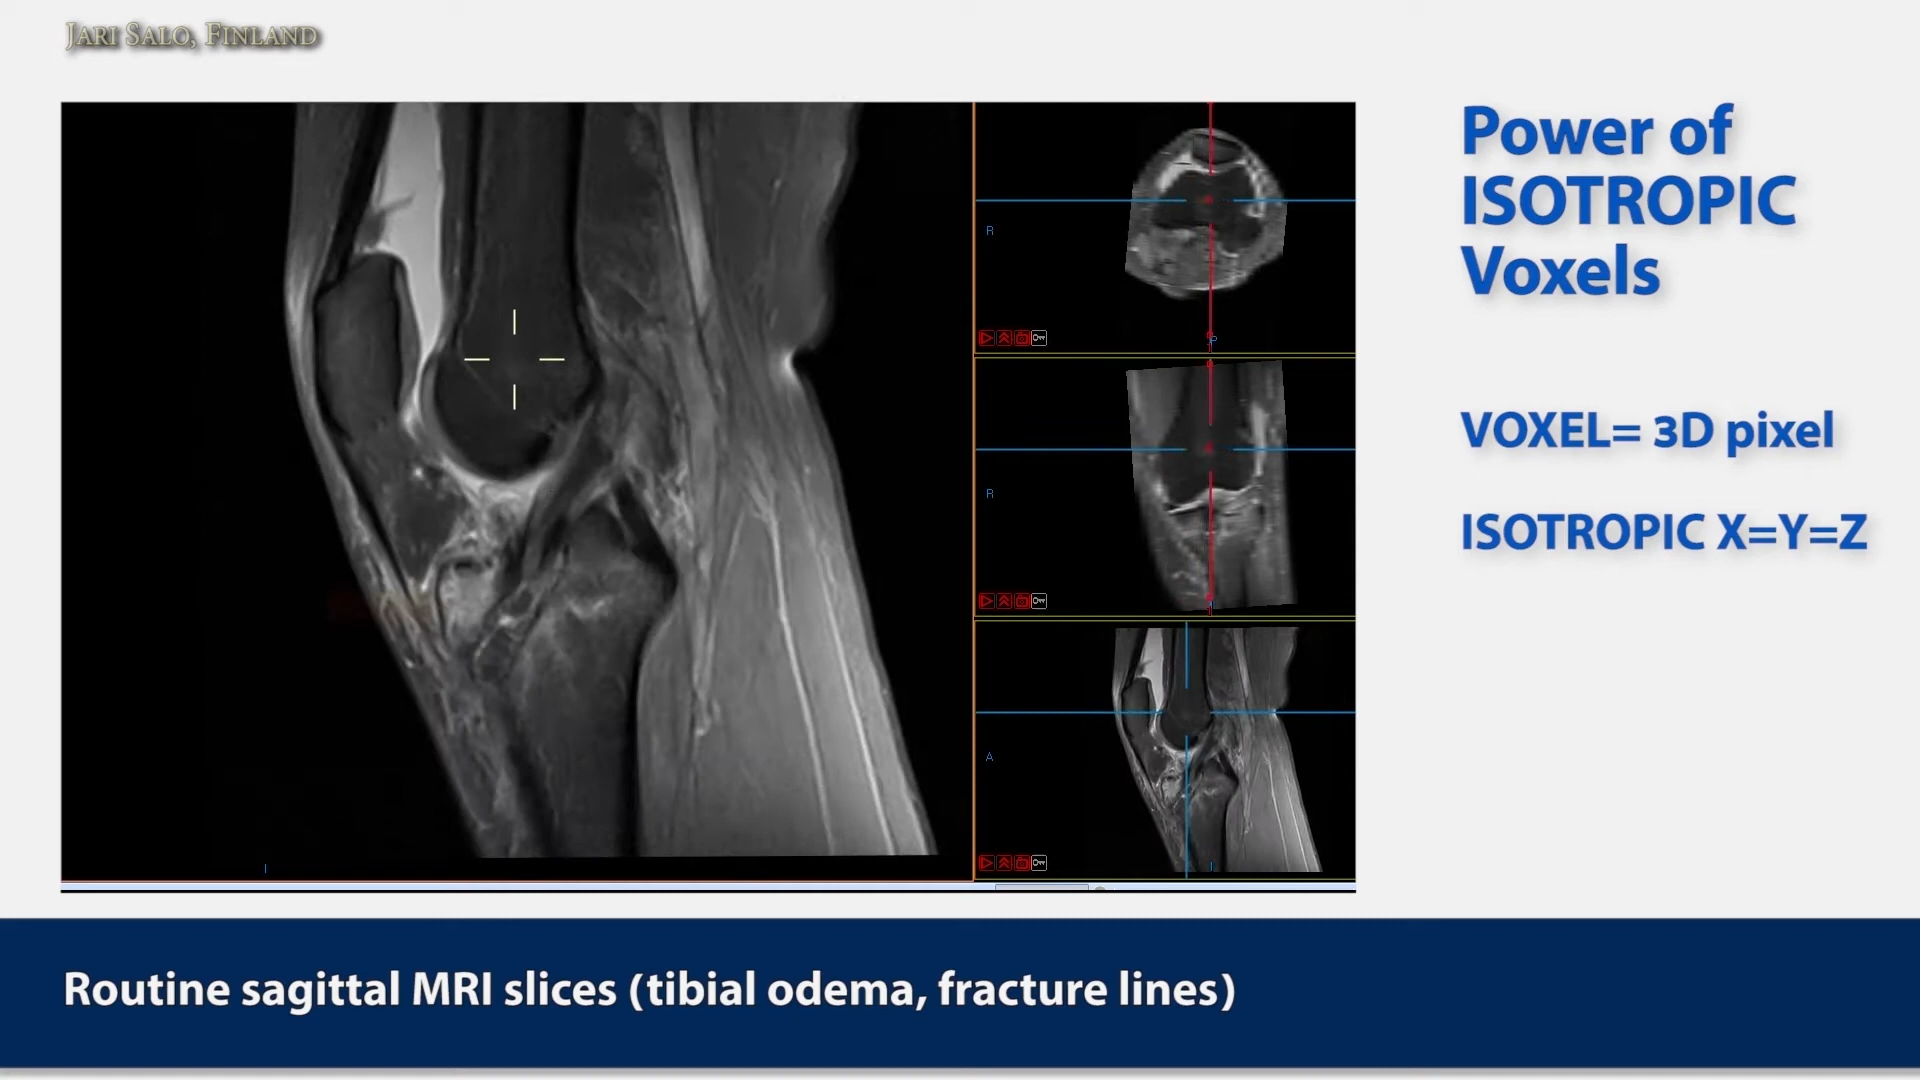 JARI SALO, FINLAND
Power of
ISOTROPIC
Voxels
VOXEL= 3D pixel
ISOTROPIC X=Y=Z
R
R
A
Routine sagittal MRI slices (tibial odema, fracture lines)